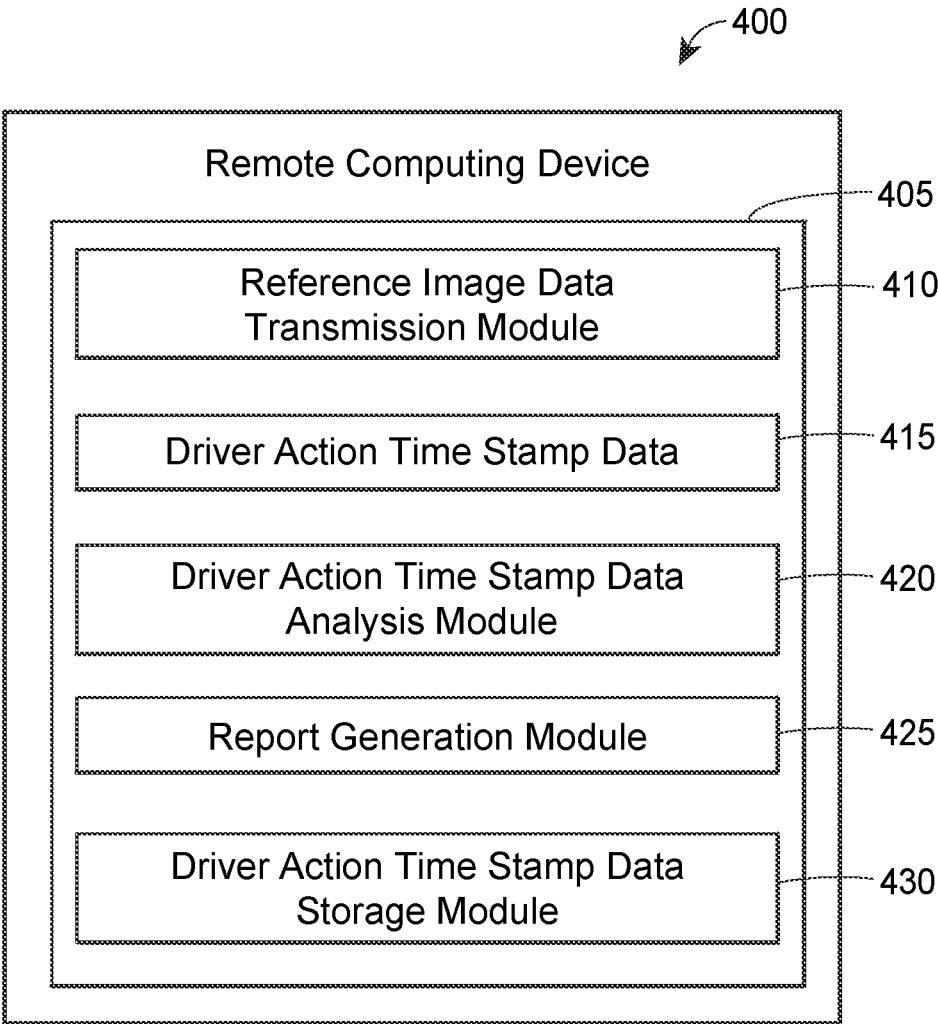 400
Remote Computing Device
405
Reference Image Data
Transmission Module
410
Driver Action Time Stamp Data
415
Driver Action Time Stamp Data
Analysis Module
420
Report Generation Module
425
Driver Action Time Stamp Data
Storage Module
430